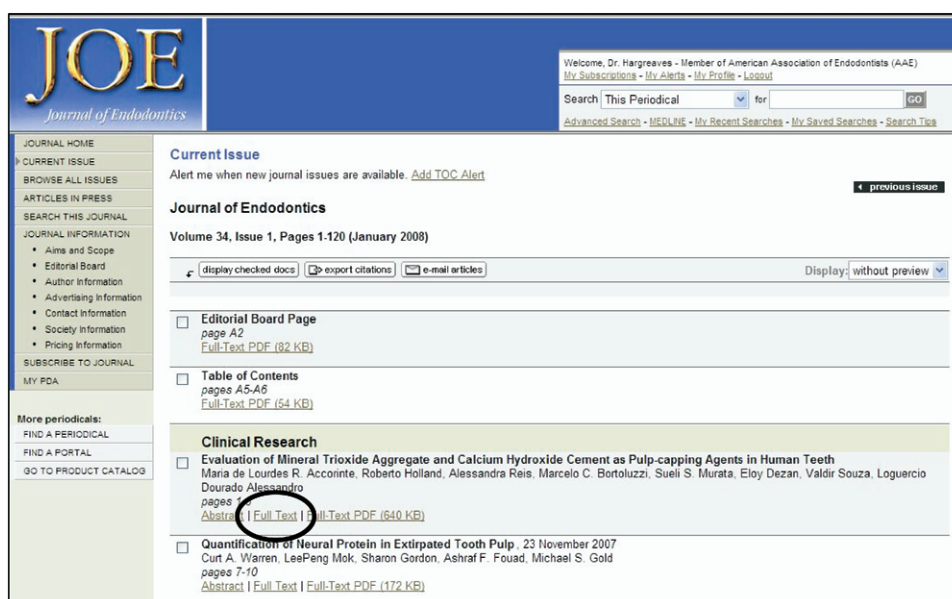 JOE
Journal of Endodontics
Welcome, Dr. Hargreaves - Member of American Association of Endodontists (AAE)
My Subscriptions - My Alerts - My Profile - Logout
Search This Periodical for GO
Advanced Search - MEDLINE - My Recent Searches - My Saved Searches - Search Tips
JOURNAL HOME
CURRENT ISSUE
BROWSE ALL ISSUES
ARTICLES IN PRESS
SEARCH THIS JOURNAL
JOURNAL INFORMATION
• Aims and Scope
• Editorial Board
• Author Information
• Advertising Information
• Contact Information
• Society Information
• Pricing Information
SUBSCRIBE TO JOURNAL
MY PDA
More periodicals:
FIND A PERIODICAL
FIND A PORTAL
GO TO PRODUCT CATALOG
Current Issue
Alert me when new journal issues are available. Add TOC Alert
previous issue
Journal of Endodontics
Volume 34, Issue 1, Pages 1-120 (January 2008)
display checked docs export citations e-mail articles
Display: without preview
Editorial Board Page
page A2
Full-Text PDF (82 KB)
Table of Contents
pages A5-A6
Full-Text PDF (54 KB)
Clinical Research
Evaluation of Mineral Trioxide Aggregate and Calcium Hydroxide Cement as Pulp-capping Agents in Human Teeth
Maria de Lourdes R. Accorinte, Roberto Holland, Alessandra Reis, Marcelo C. Bortoluzzi, Sueli S. Murata, Eloy Dezan, Valdir Souza, Loguercio
Dourado Alessandro
pages
Abstract | Full Text | Full-Text PDF (640 KB)
Quantification of Neural Protein in Extirpated Tooth Pulp, 23 November 2007
Curt A. Warren, LeePeng Mok, Sharon Gordon, Ashraf F. Fouad, Michael S. Gold
pages 7-10
Abstract | Full Text | Full-Text PDF (172 KB)